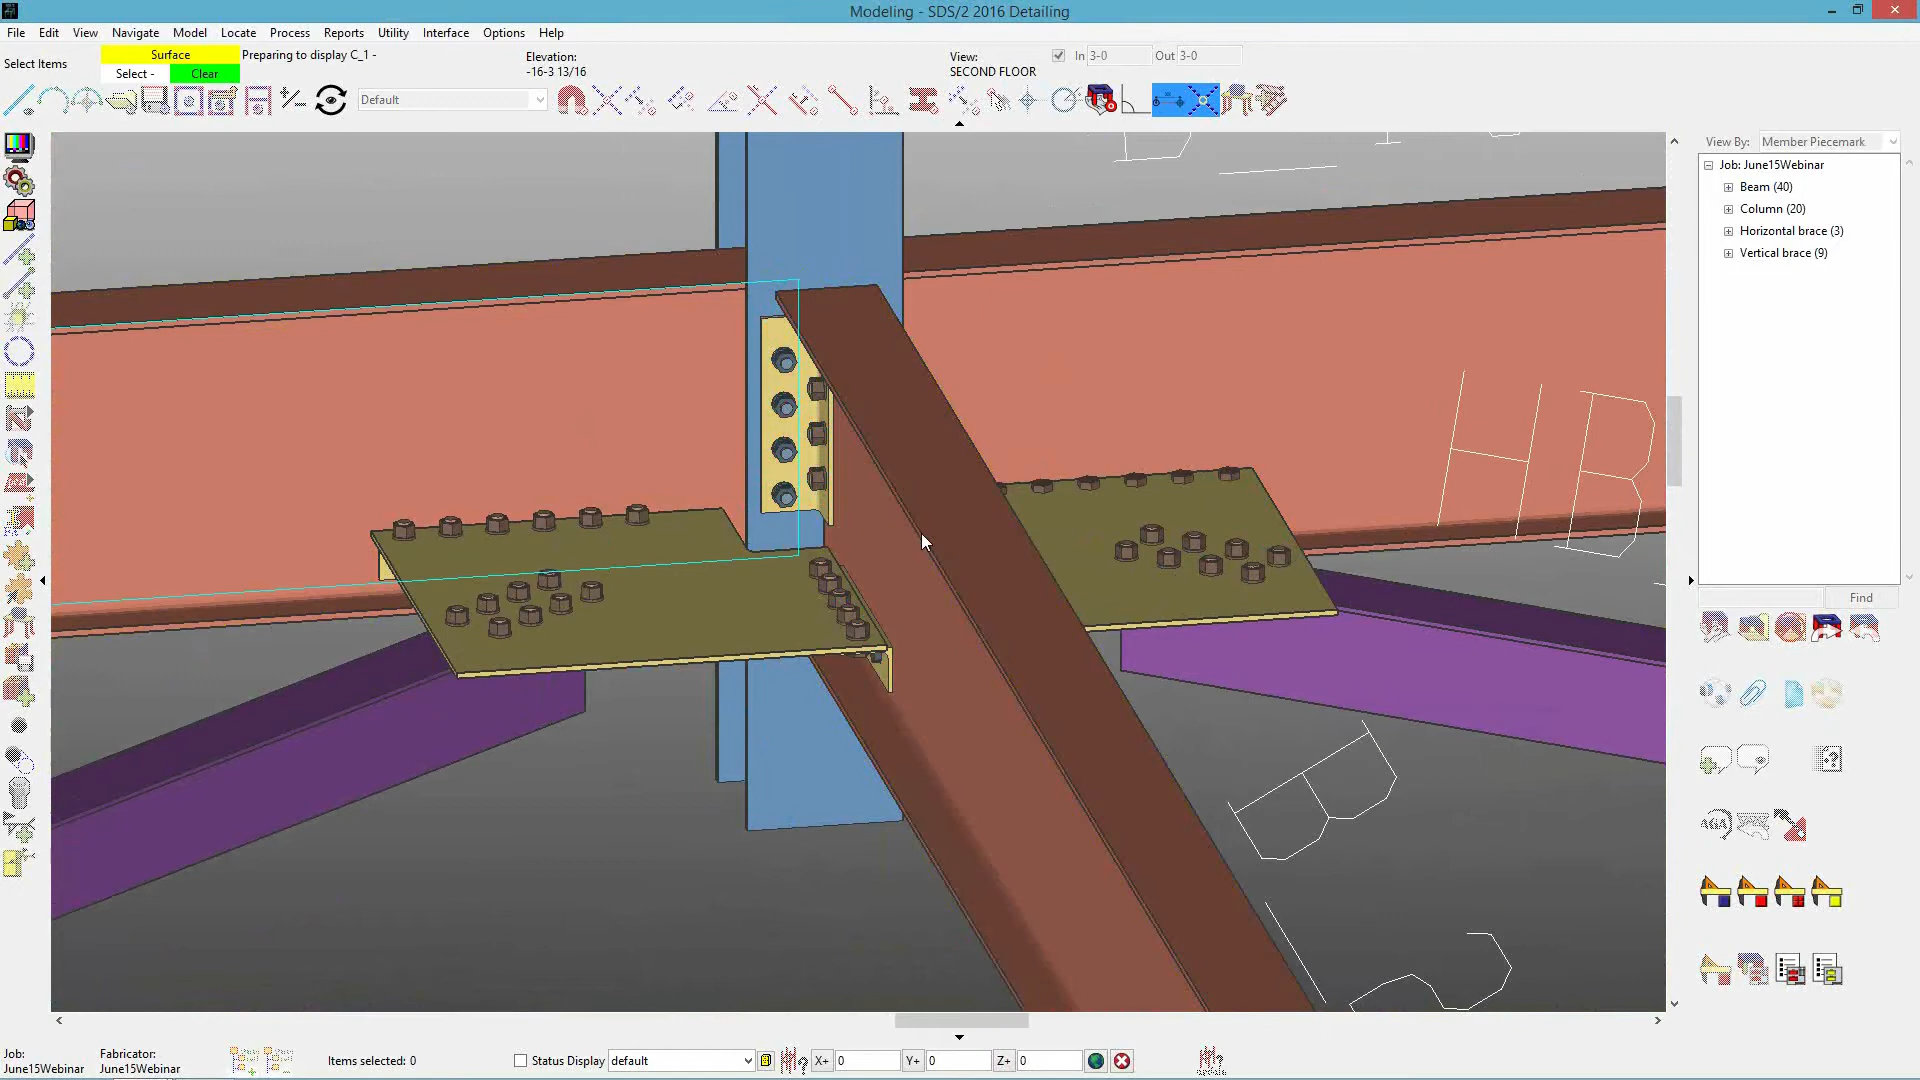 Modeling - SDS/2 2016 Detailing
File Edit View Navigate Model Locate Process Reports Utility Interface Options Help
Select Items
Surface
Preparing to display C_1 -
Select -
Clear
Elevation:
-16-3 13/16
View:
SECOND FLOOR
In 3-0
Out 3-0
Default
View By: Member Piecemark
Job: June15Webinar
Beam (40)
Column (20)
Horizontal brace (3)
Vertical brace (9)
Find
HB
B
AGA
Job:
June15Webinar
Fabricator:
June15Webinar
Items selected: 0
Status Display
default
X+ 0
Y+ 0
Z+ 0